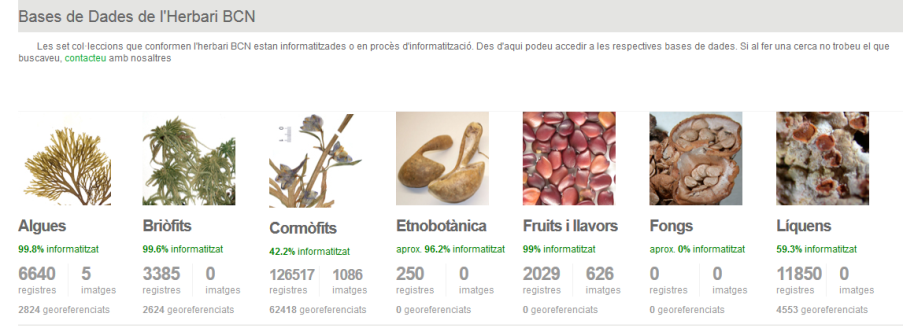 Bases de Dades de l'Herbari BCN
Les set col·leccions que conformen l'herbari BCN estan informatitzades o en procès d'informatització. Des d'aqui podeu accedir a les respectives bases de dades. Si al fer una cerca no trobeu el que
buscaveu, contacteu amb nosaltres
Algues
99.8% informatitzat
6640 5
registres imatges
2824 georeferenciats
Briòfits
99.6% informatitzat
3385 0
registres imatges
2624 georeferenciats
Cormòfits
42.2% informatitzat
126517 1086
registres imatges
62418 georeferenciats
Etnobotànica
aprox. 96.2% informatitzat
250 0
registres imatges
0 georeferenciats
Fruits i llavors
99% informatitzat
2029 626
registres imatges
0 georeferenciats
Fongs
aprox. 0% informatitzat
0 0
registres imatges
0 georeferenciats
Líquens
59.3% informatitzat
11850 0
registres imatges
4553 georeferenciats